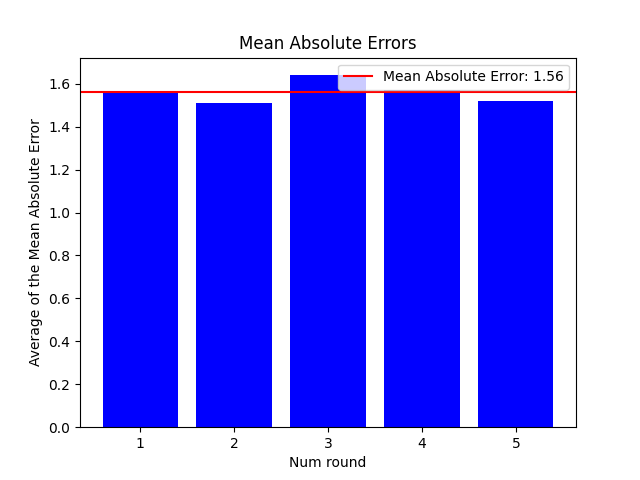 Mean Absolute Errors
Mean Absolute Error: 1.56
Average of the Mean Absolute Error
1.6
1.4
1.2
1.0
0.8
0.6
0.4
0.2
0.0
1 2 3 4 5
Num round